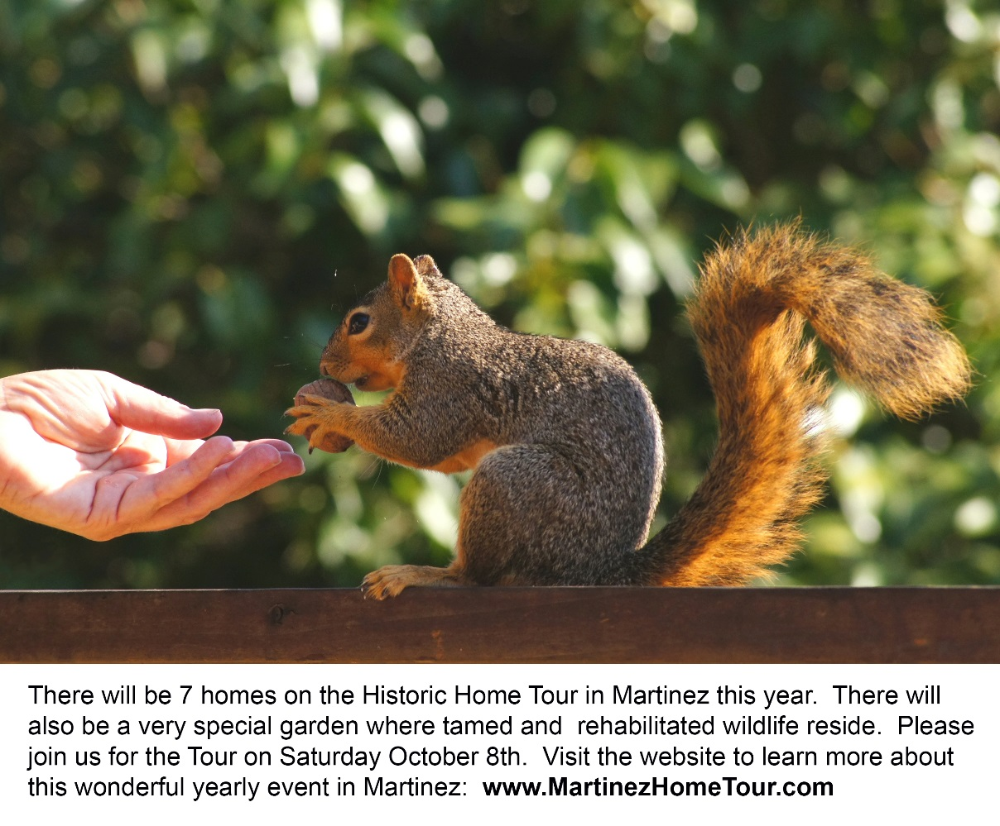 There will be 7 homes on the Historic Home Tour in Martinez this year.  There will
also be a very special garden where tamed and  rehabilitated wildlife reside.  Please
join us for the Tour on Saturday October 8th.  Visit the website to learn more about
this wonderful yearly event in Martinez:  www.MartinezHomeTour.com